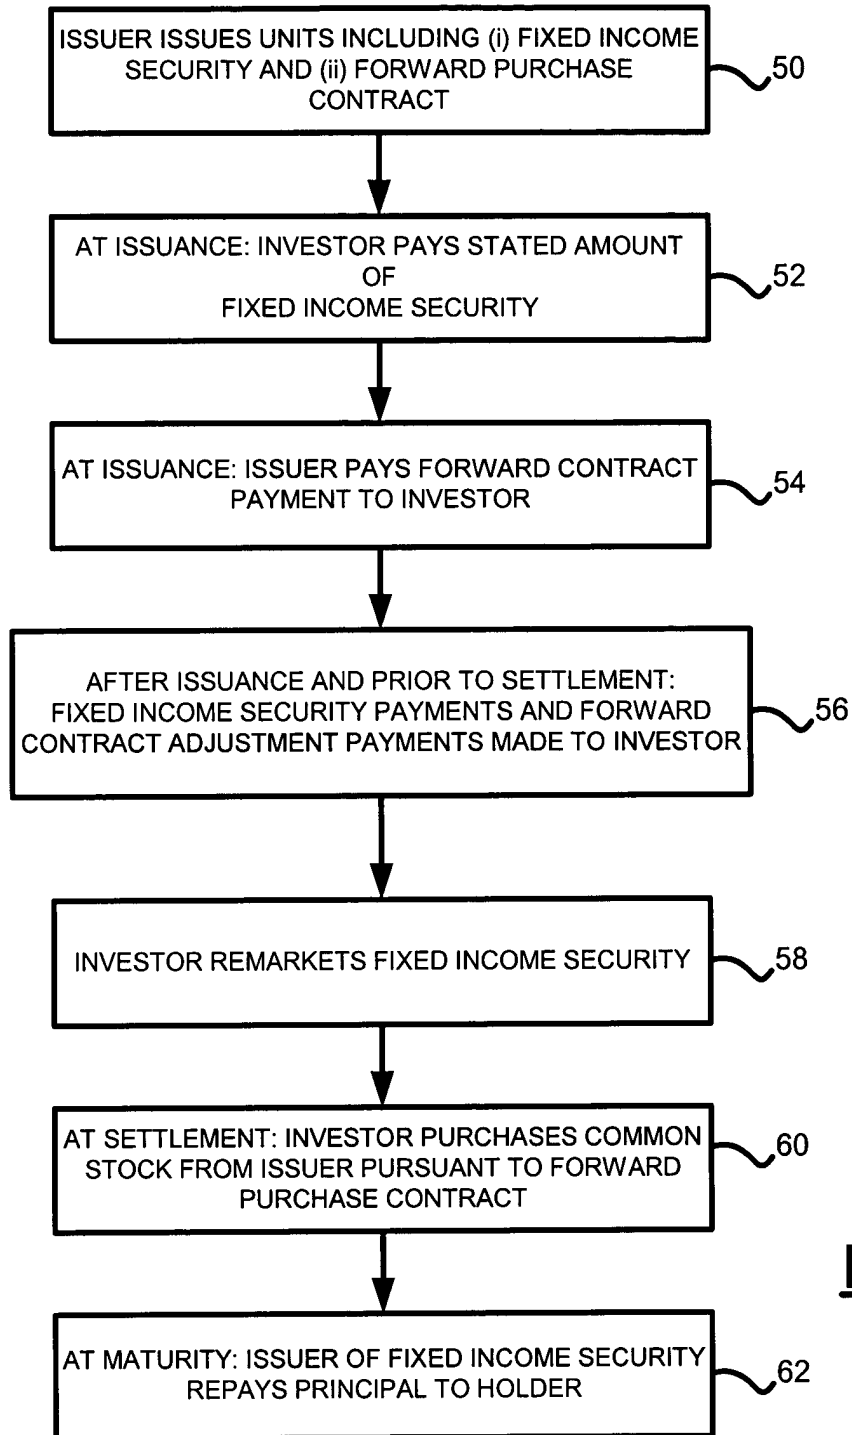 ISSUER ISSUES UNITS INCLUDING (i) FIXED INCOME
SECURITY AND (ii) FORWARD PURCHASE
CONTRACT
50
AT ISSUANCE: INVESTOR PAYS STATED AMOUNT
OF
FIXED INCOME SECURITY
52
AT ISSUANCE: ISSUER PAYS FORWARD CONTRACT
PAYMENT TO INVESTOR
54
AFTER ISSUANCE AND PRIOR TO SETTLEMENT:
FIXED INCOME SECURITY PAYMENTS AND FORWARD
CONTRACT ADJUSTMENT PAYMENTS MADE TO INVESTOR
56
INVESTOR REMARKETS FIXED INCOME SECURITY
58
AT SETTLEMENT: INVESTOR PURCHASES COMMON
STOCK FROM ISSUER PURSUANT TO FORWARD
PURCHASE CONTRACT
60
AT MATURITY: ISSUER OF FIXED INCOME SECURITY
REPAYS PRINCIPAL TO HOLDER
62